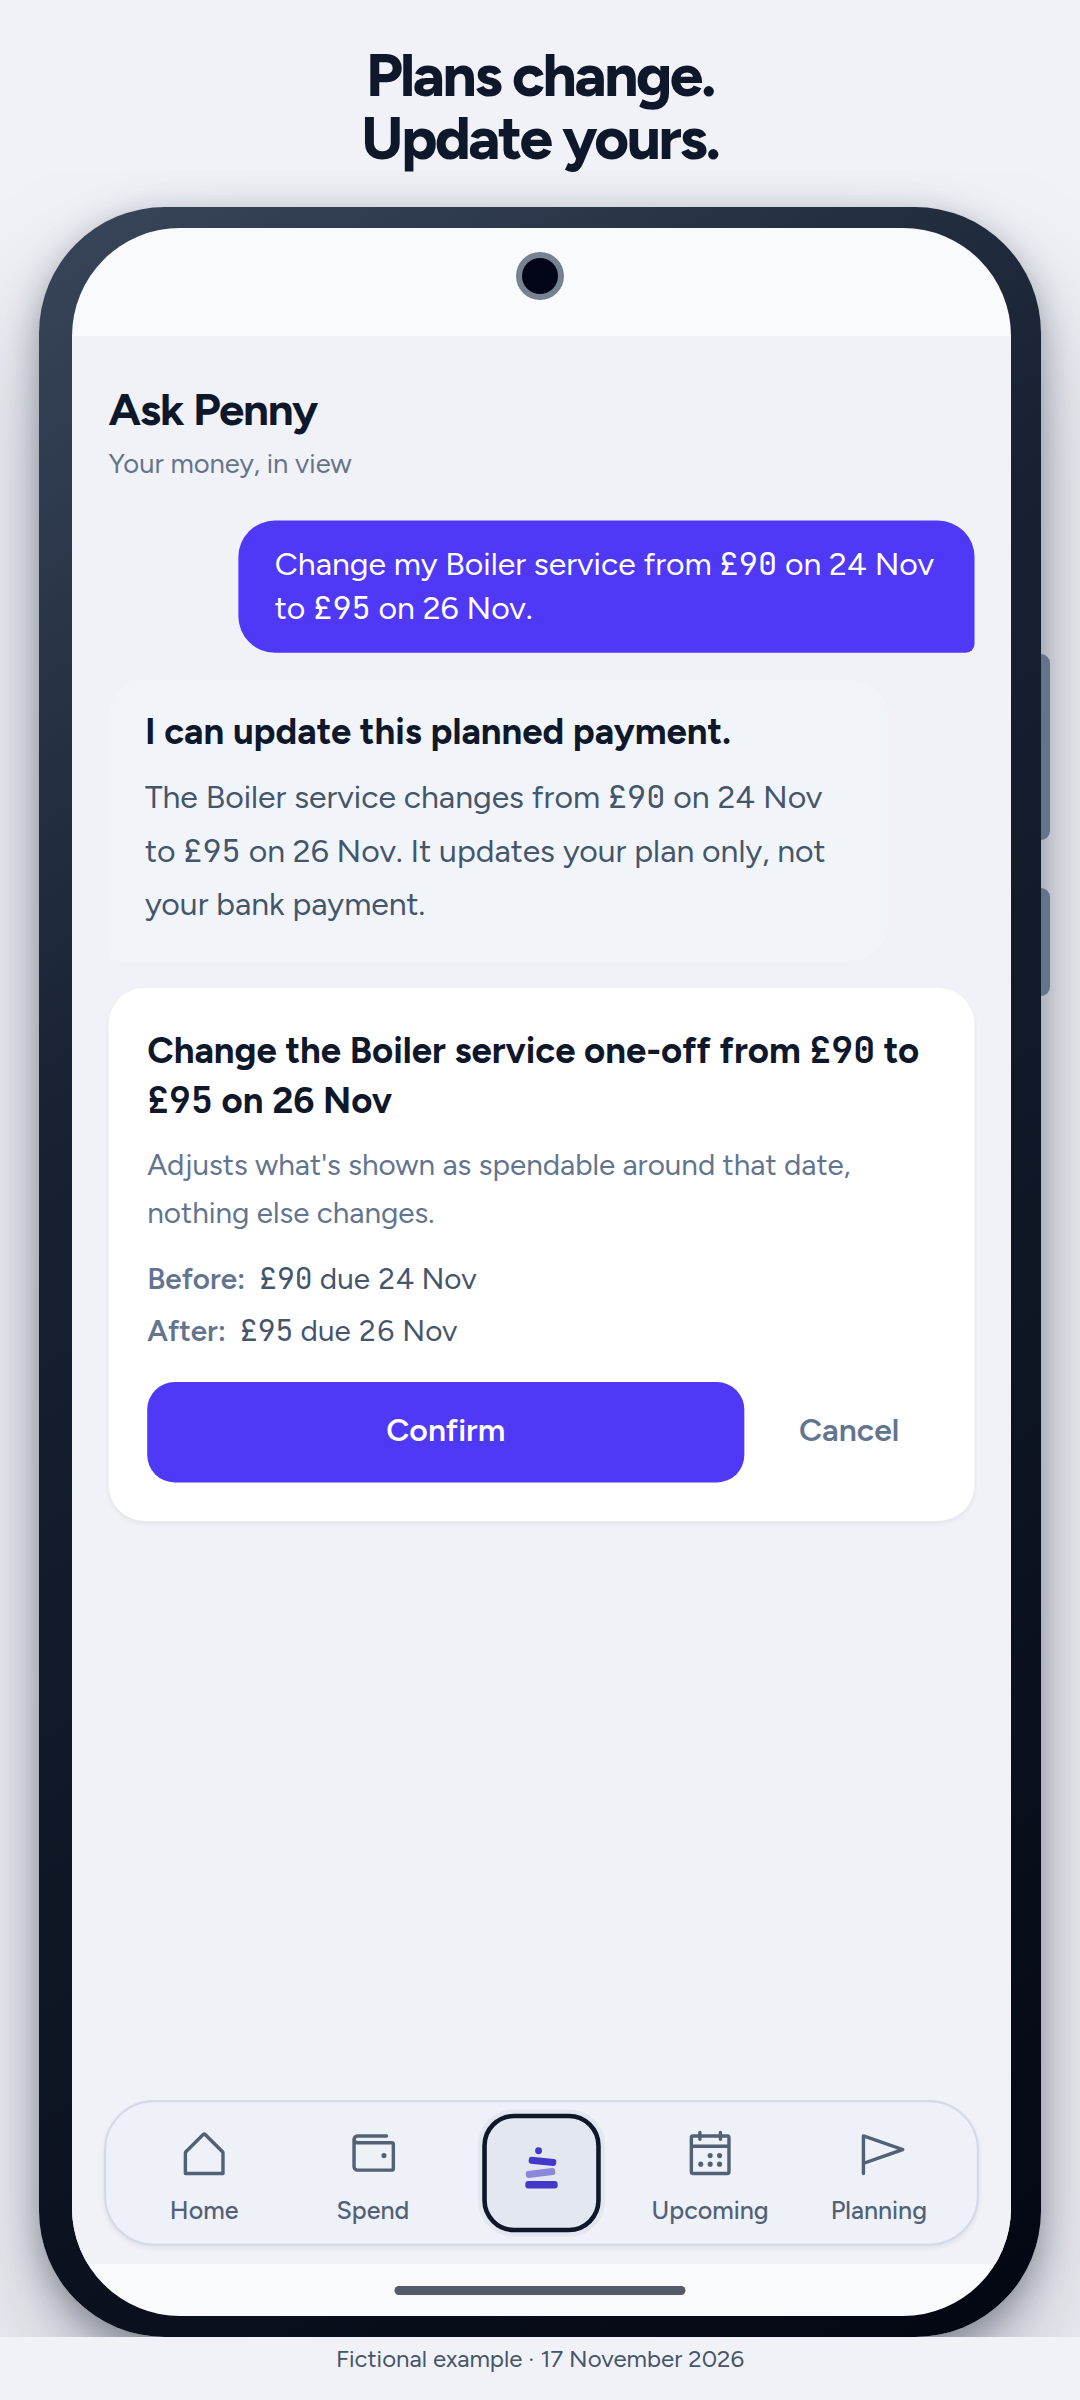 Plans change.
Update yours.
Ask Penny
Your money, in view
Change my Boiler service from £90 on 24 Nov
to £95 on 26 Nov.
I can update this planned payment.
The Boiler service changes from £90 on 24 Nov
to £95 on 26 Nov. It updates your plan only, not
your bank payment.
Change the Boiler service one-off from £90 to
£95 on 26 Nov
Adjusts what's shown as spendable around that date,
nothing else changes.
Before: £90 due 24 Nov
After: £95 due 26 Nov
Confirm Cancel
Home Spend Upcoming Planning
Fictional example · 17 November 2026